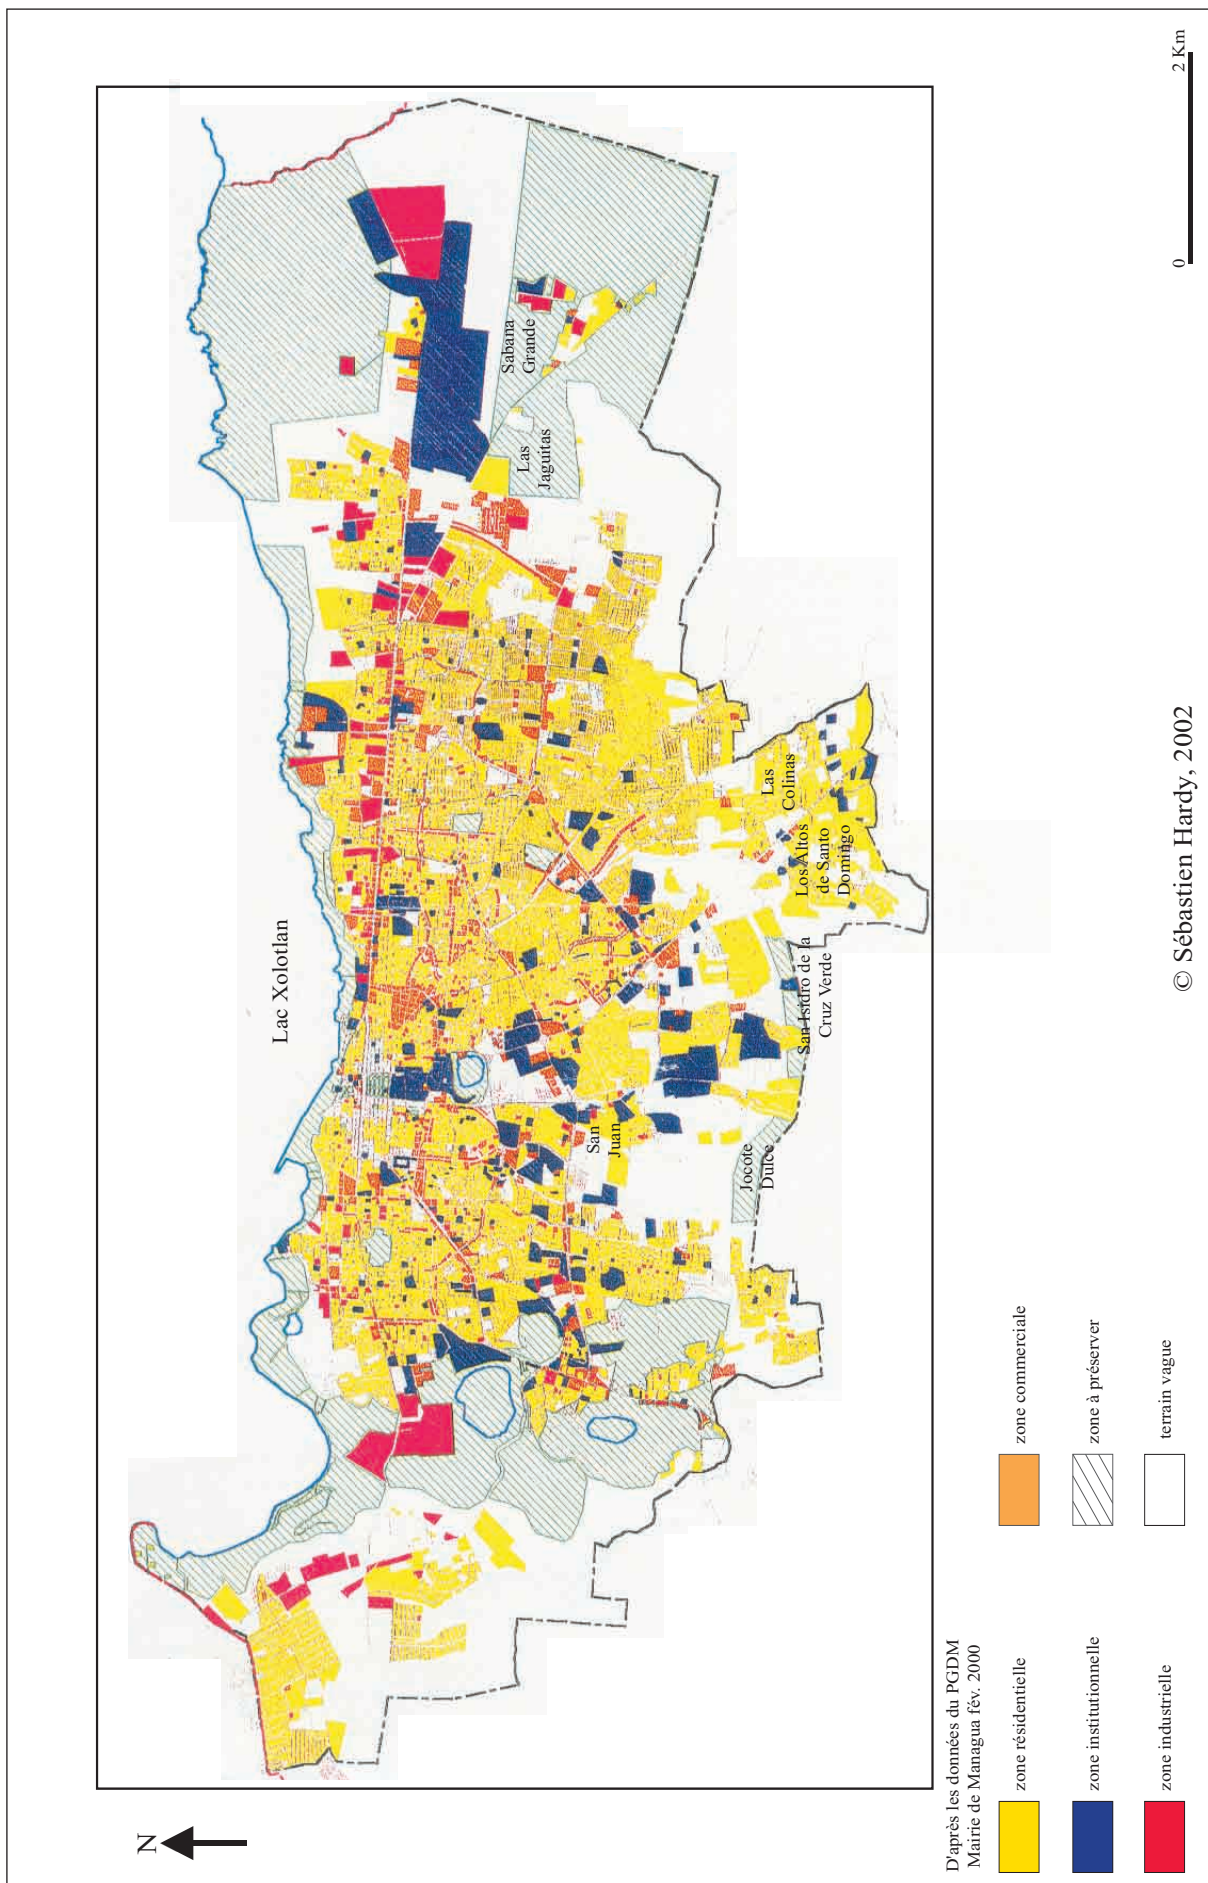 N
Lac Xolotlan
Sabana
Grande
Las
Jaguitas
San
Juan
Jocote
Dulce
San Isidro de la
Cruz Verde
Los Altos
de Santo
Domingo
Las
Colinas
D'après les données du PGDM
Mairie de Managua fév. 2000
zone résidentielle
zone institutionnelle
zone industrielle
zone commerciale
zone à préserver
terrain vague
© Sébastien Hardy, 2002
0 2 Km